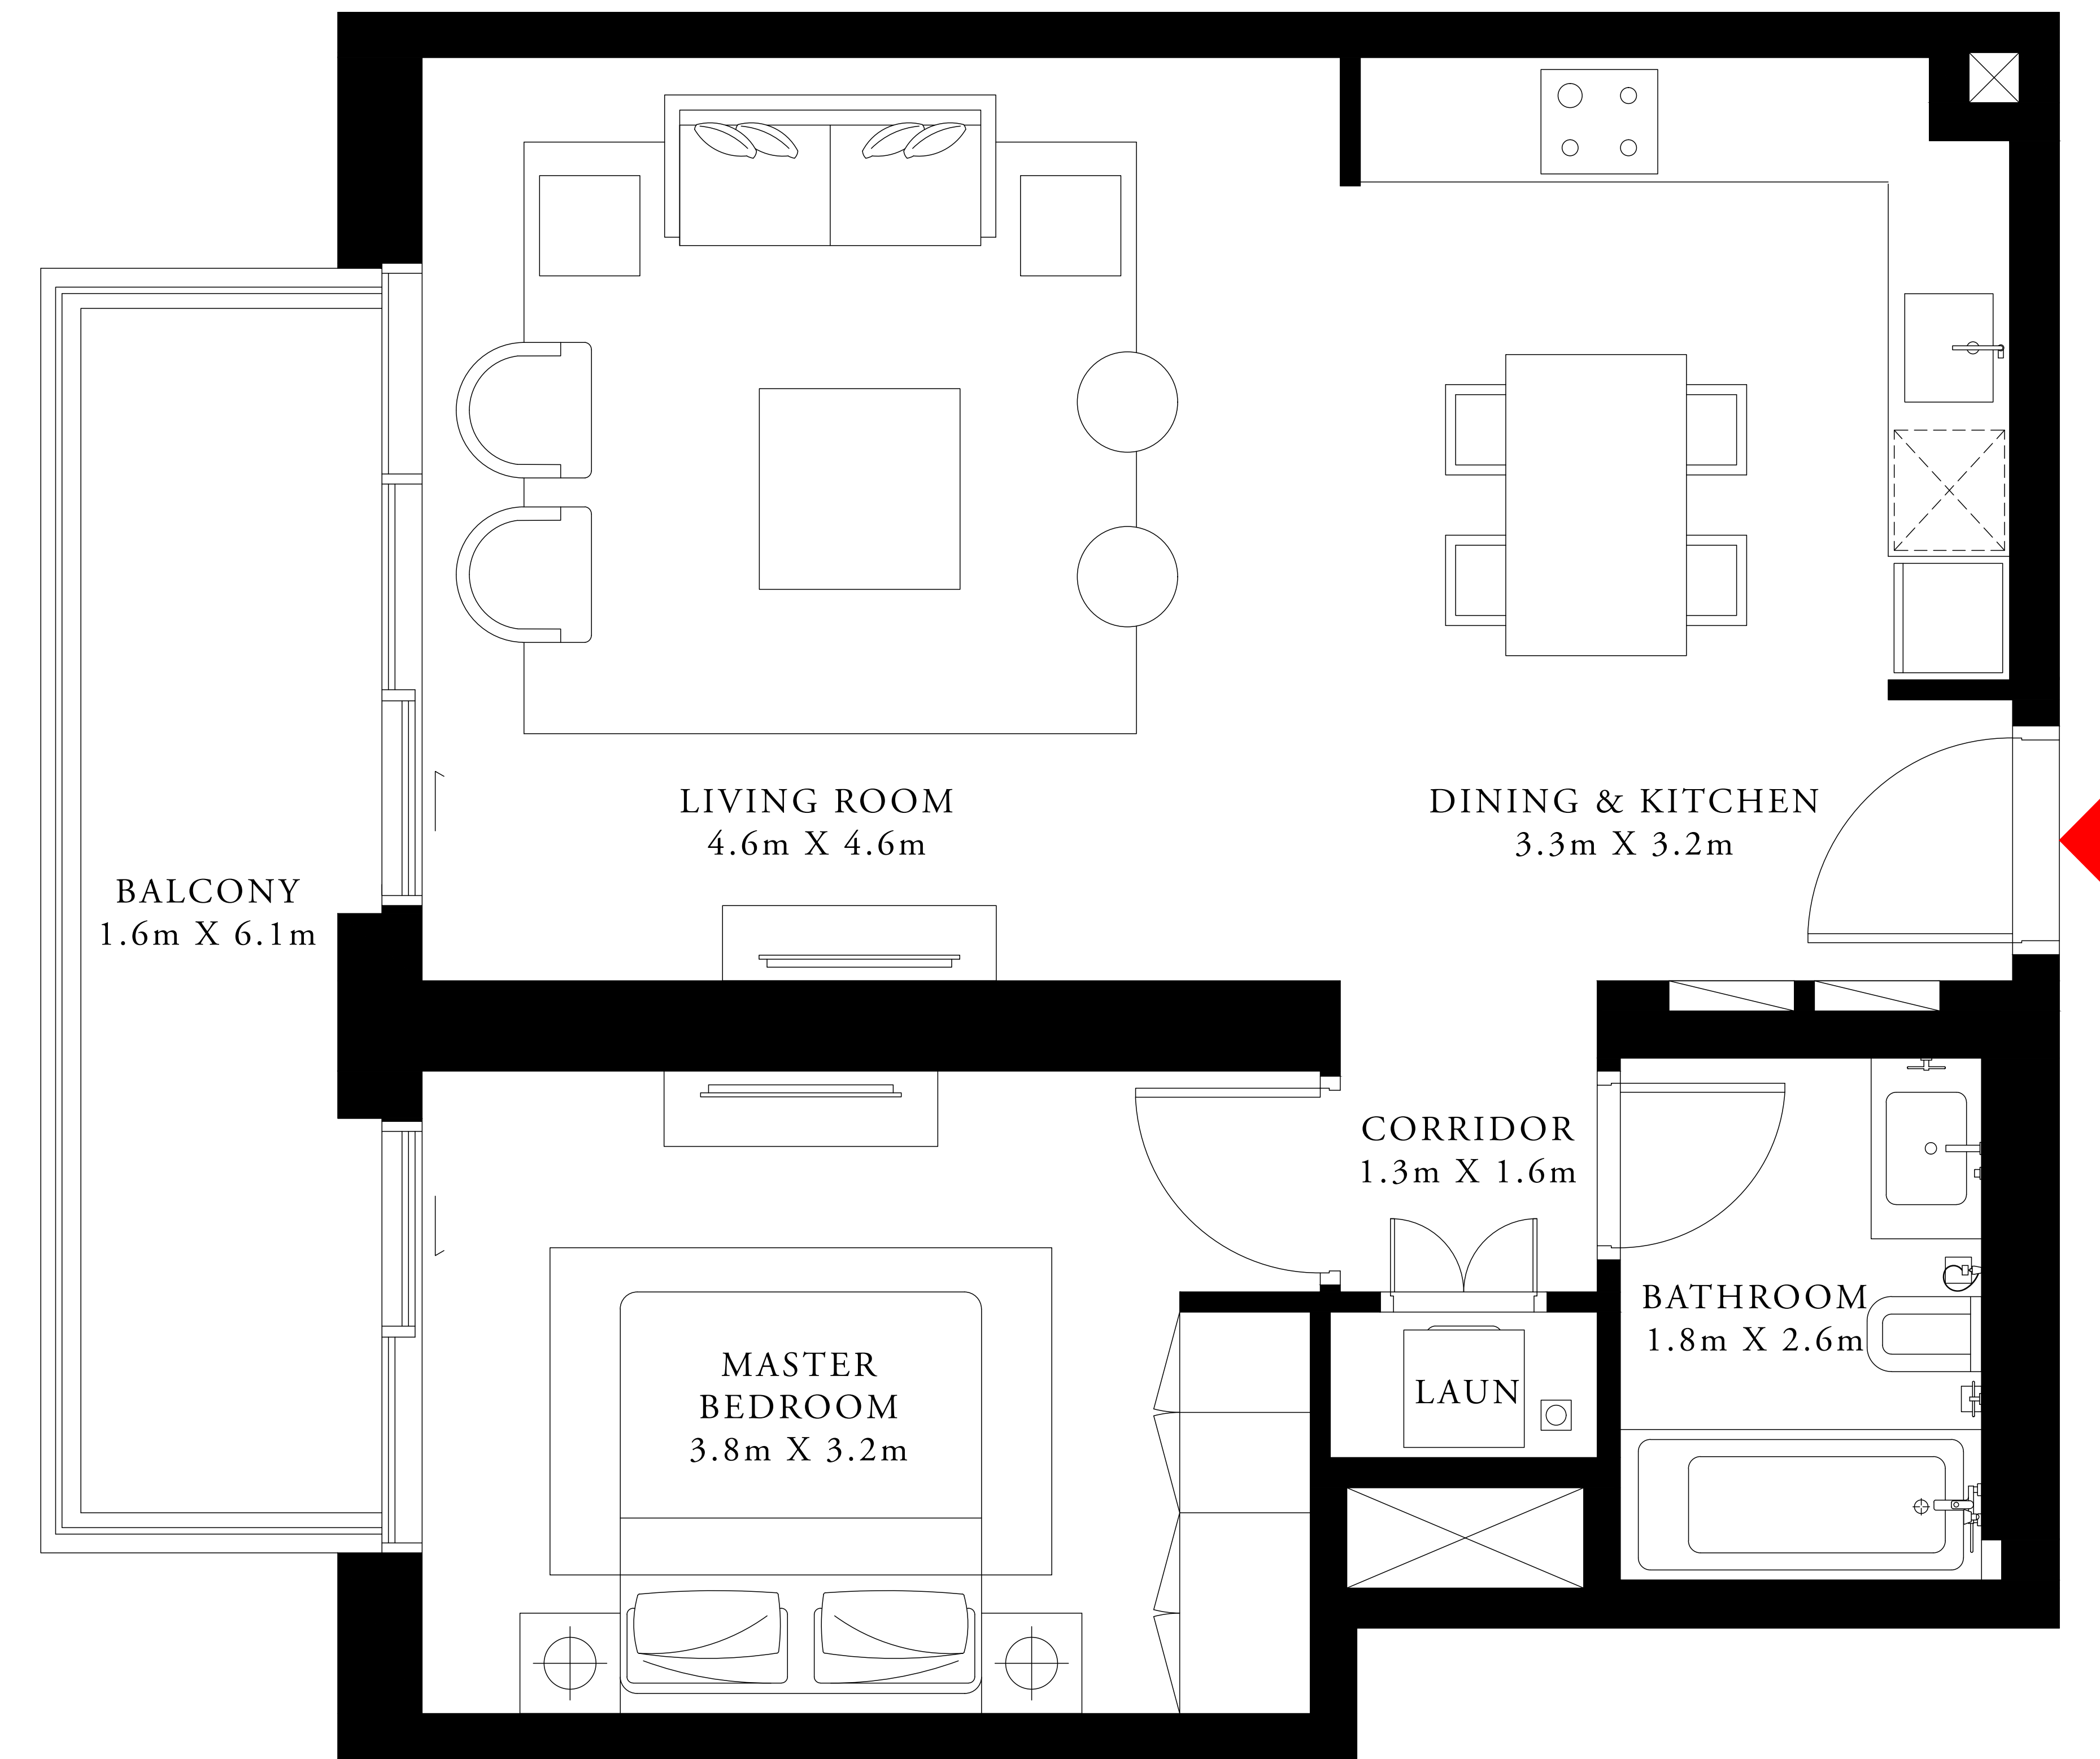 LIVING ROOM
4.6m X 4.6m
DINING & KITCHEN
3.3m X 3.2m
BALCONY
1.6m X 6.1m
CORRIDOR
1.3m X 1.6m
BATHROOM
1.8m X 2.6m
MASTER
BEDROOM
3.8m X 3.2m
LAUN